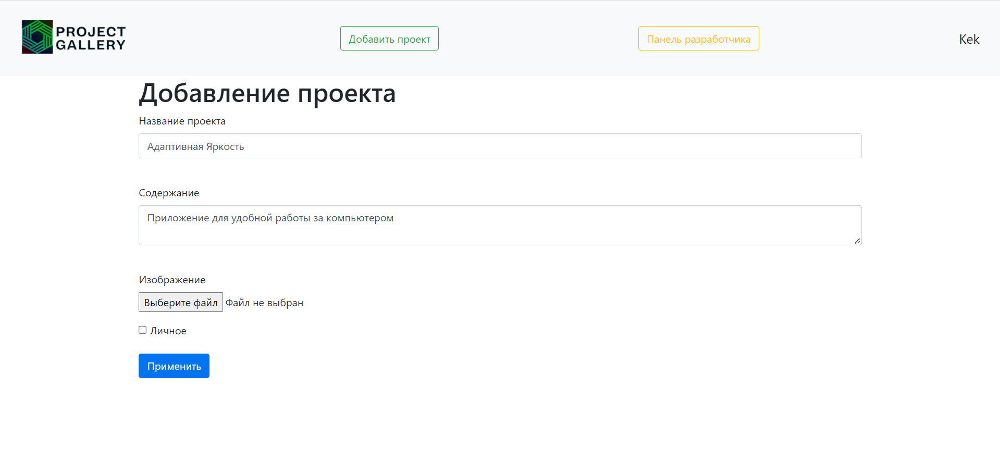 PROJECT
GALLERY
Добавить проект
Панель разработчика
Kek
Добавление проекта
Название проекта
Адаптивная Яркость
Содержание
Приложение для удобной работы за компьютером
Изображение
Выберите файл Файл не выбран
Личное
Применить